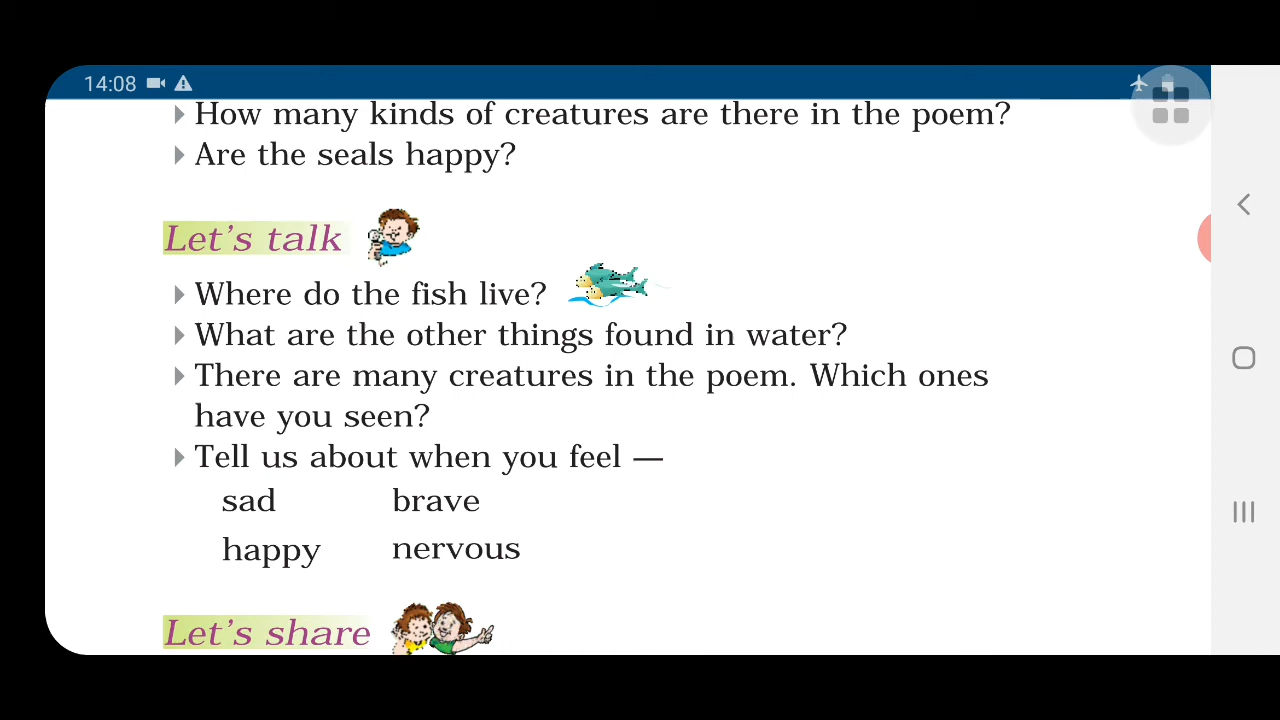 14:08
How many kinds of creatures are there in the poem?
Are the seals happy?
Let's talk
Where do the fish live?
What are the other things found in water?
There are many creatures in the poem. Which ones
have you seen?
Tell us about when you feel —
sad brave
happy nervous
Let's share